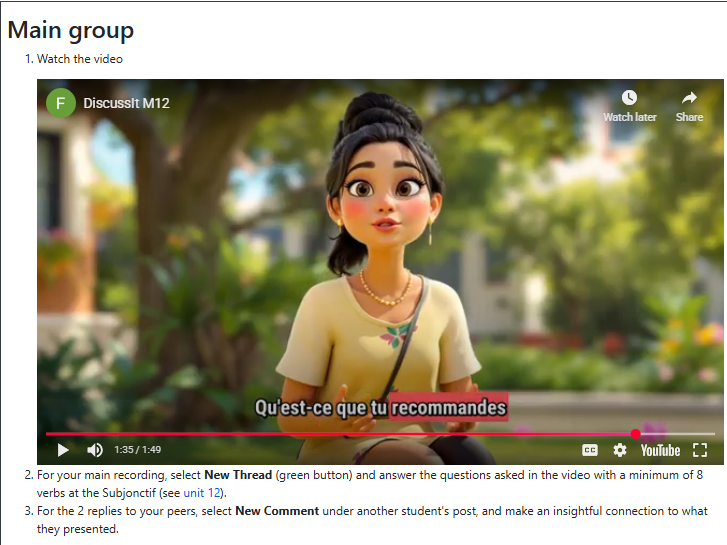 Main group
1. Watch the video
F DiscussIt M12
Watch later Share
Qu'est-ce que tu recommandes
1:35 / 1:49
CC YouTube
2. For your main recording, select New Thread (green button) and answer the questions asked in the video with a minimum of 8
verbs at the Subjonctif (see unit 12).
3. For the 2 replies to your peers, select New Comment under another student's post, and make an insightful connection to what
they presented.